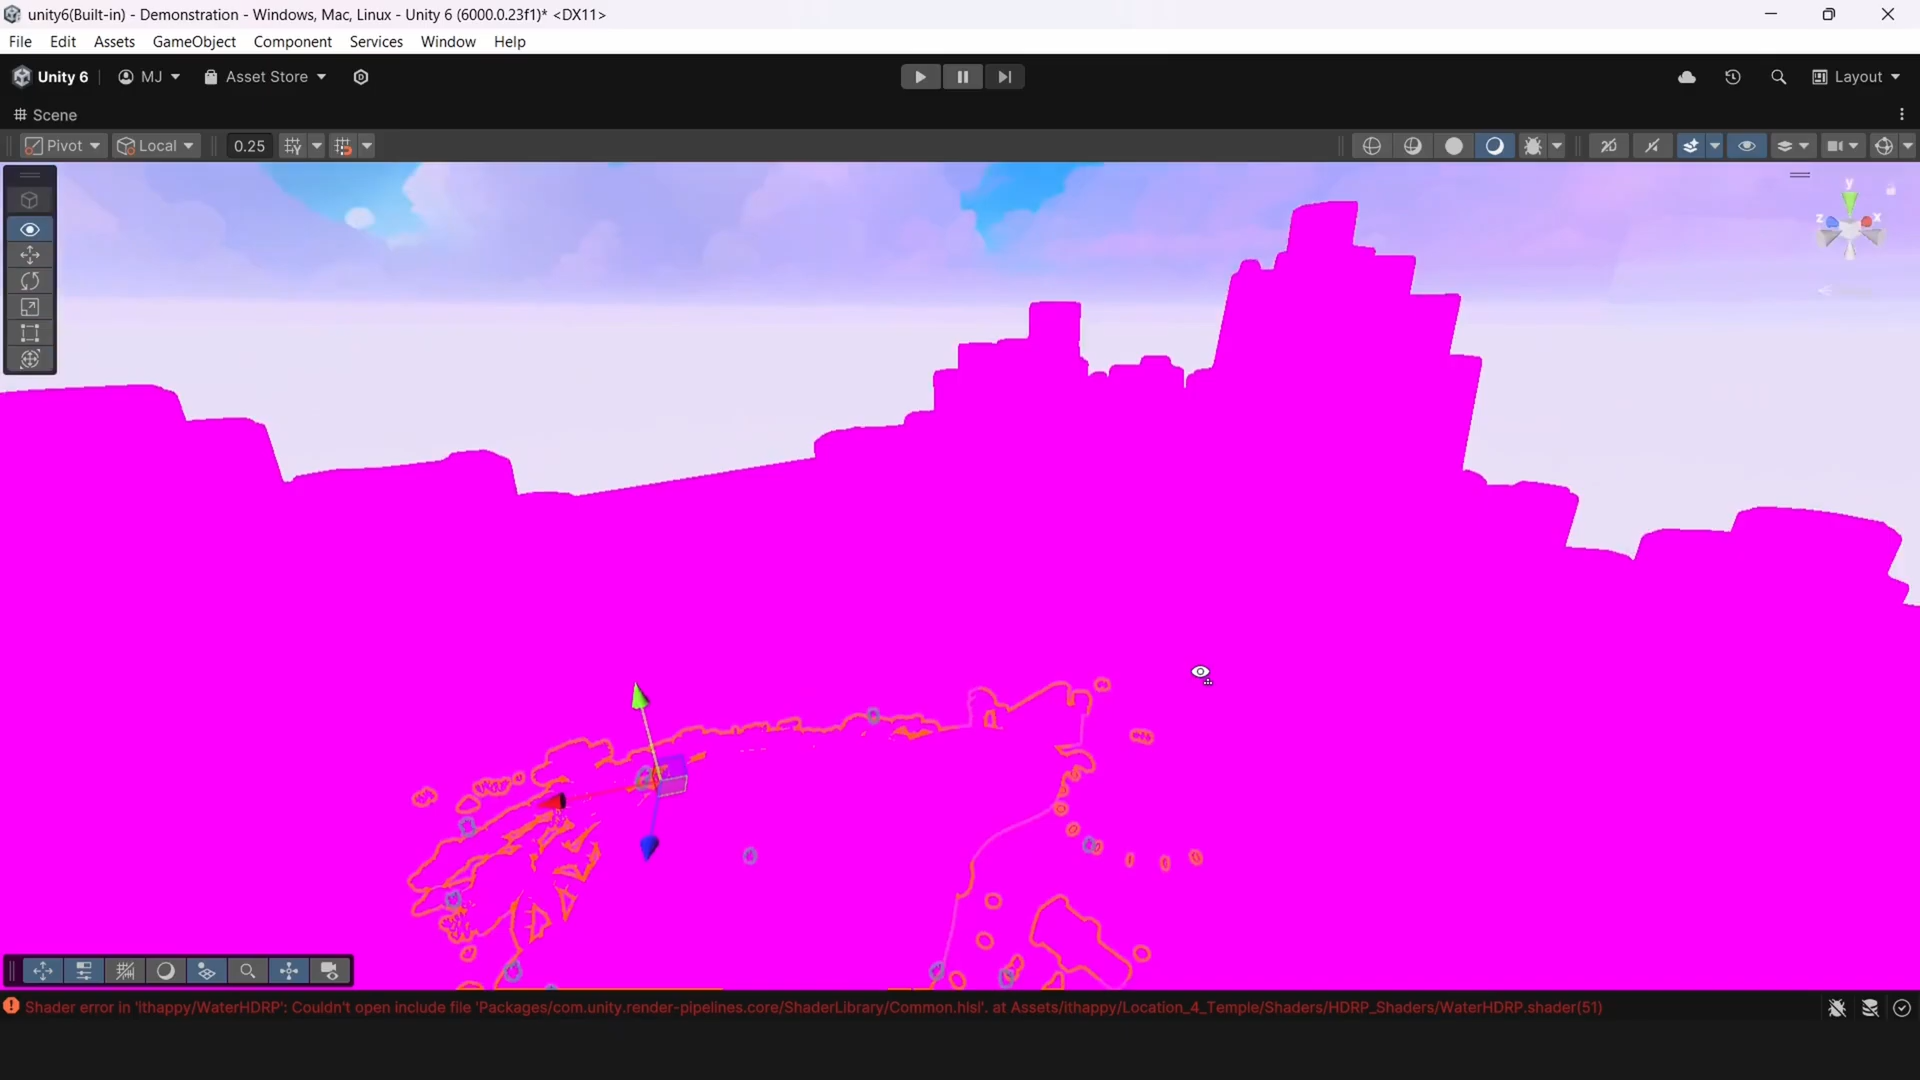 unity6(Built-in) - Demonstration - Windows, Mac, Linux - Unity 6 (6000.0.23f1)* <DX11>
File Edit Assets GameObject Component Services Window Help
Unity 6 MJ Asset Store Layout
Scene
Pivot Local 0.25 2D
y
z x
Shader error in 'ithappy/WaterHDRP': Couldn't open include file 'Packages/com.unity.render-pipelines.core/ShaderLibrary/Common.hlsl'. at Assets/ithappy/Location_4_Temple/Shaders/HDRP_Shaders/WaterHDRP.shader(51)